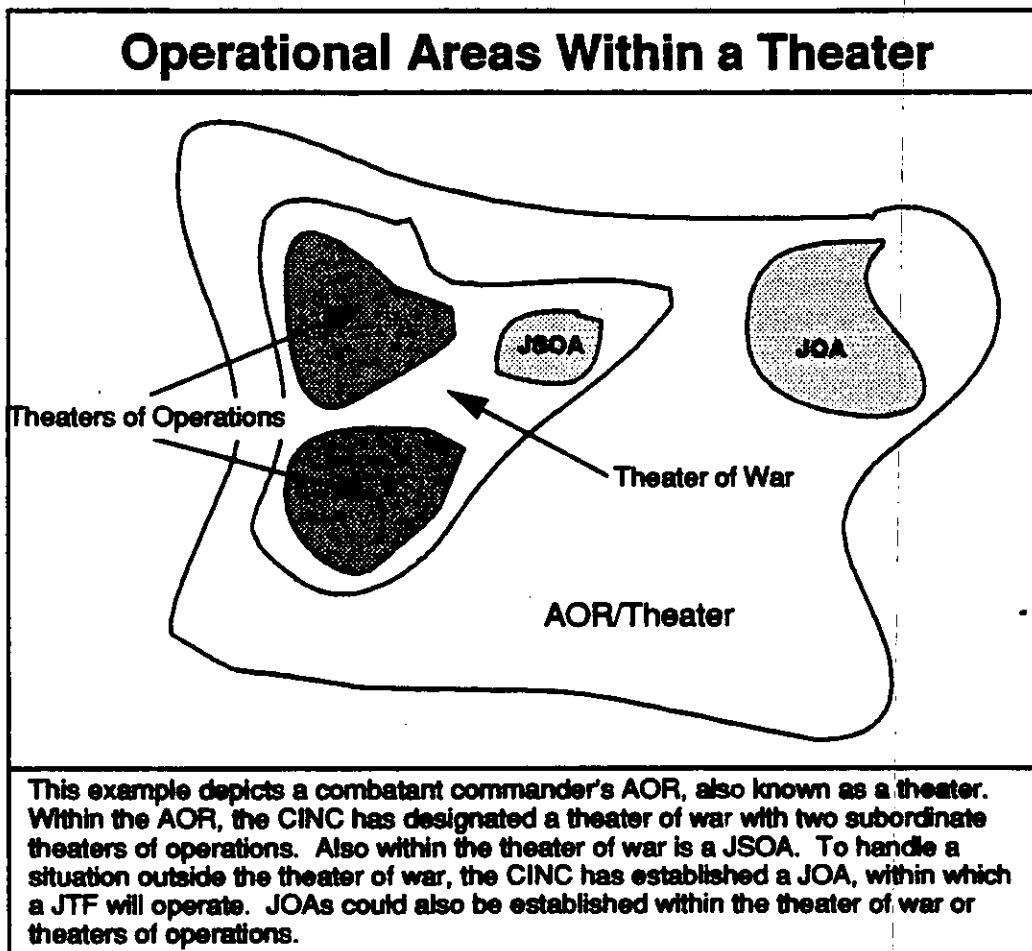 Operational Areas Within a Theater
JSOA
JOA
Theaters of Operations
Theater of War
AOR/Theater
This example depicts a combatant commander's AOR, also known as a theater.
Within the AOR, the CINC has designated a theater of war with two subordinate
theaters of operations. Also within the theater of war is a JSOA. To handle a
situation outside the theater of war, the CINC has established a JOA, within which
a JTF will operate. JOAs could also be established within the theater of war or
theaters of operations.